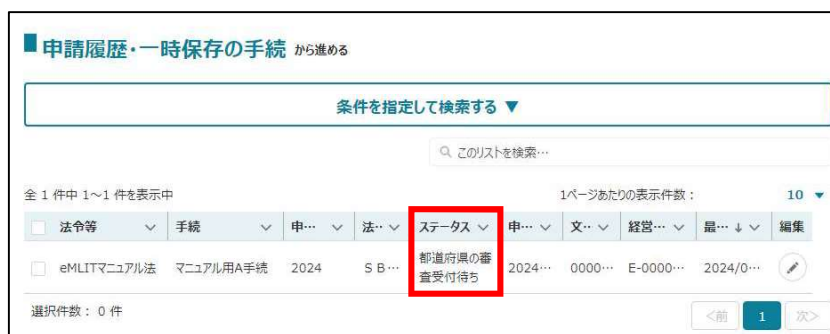 申請履歴・一時保存の手続 から進める
条件を指定して検索する ▼
このリストを検索…
全 1 件中 1~1 件を表示中 1ページあたりの表示件数: 10
法令等 手続 申… 法… ステータス 申… 文… 経営… 最… ↓ 編集
eMLITマニュアル法 マニュアル用A手続 2024 S B… 都道府県の審 2024… 0000… E-0000… 2024/0…
査受付待ち
選択件数: 0 件 <前 1 次>